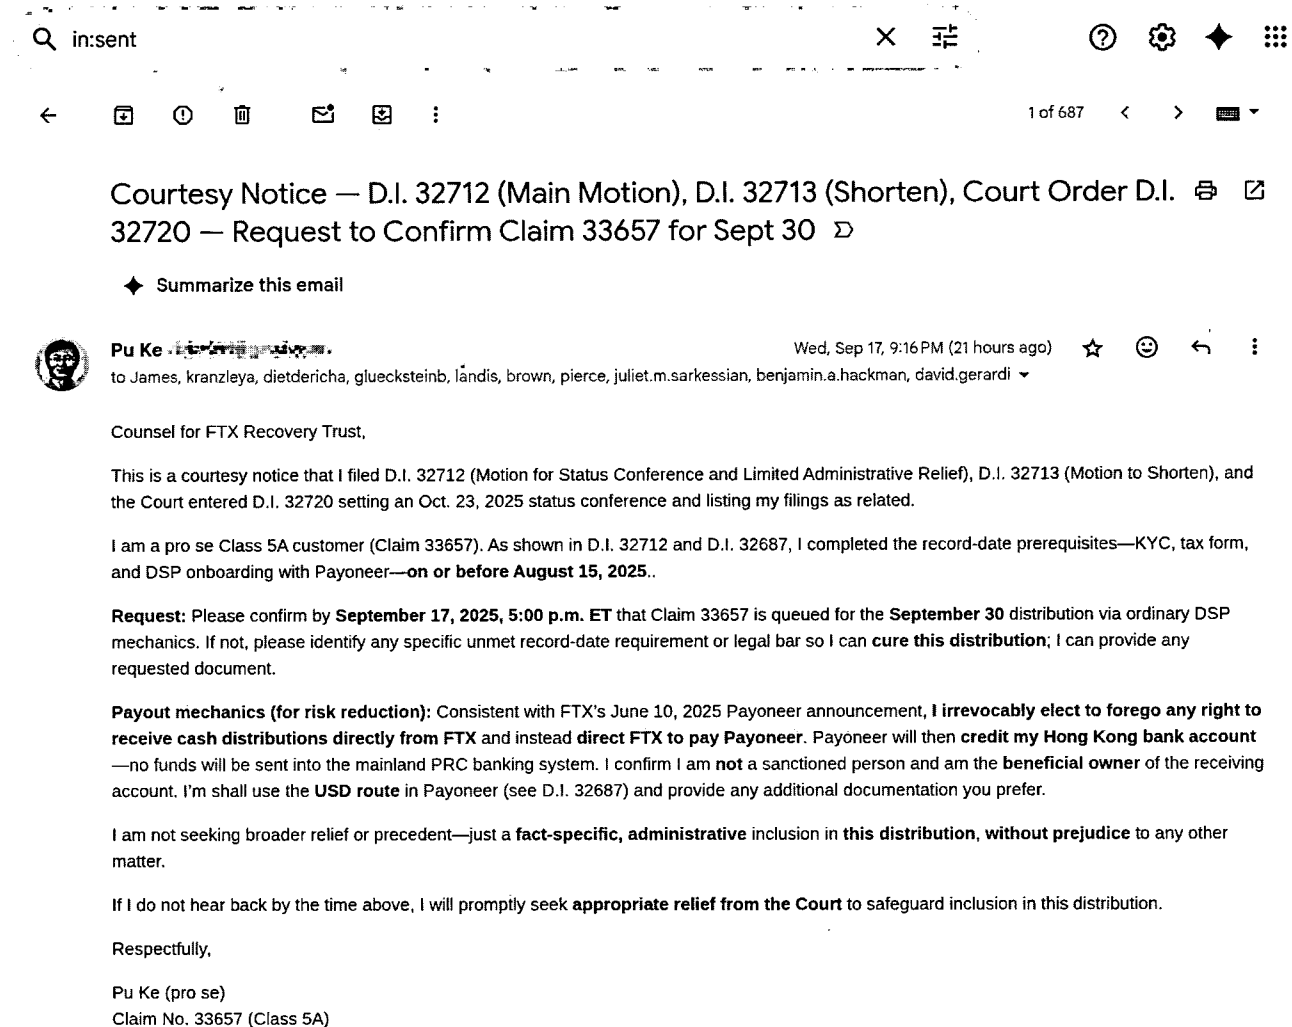 in:sent
1 of 687
Courtesy Notice — D.I. 32712 (Main Motion), D.I. 32713 (Shorten), Court Order D.I.
32720 — Request to Confirm Claim 33657 for Sept 30
Summarize this email
Pu Ke
Wed, Sep 17, 9:16 PM (21 hours ago)
to James, kranzleya, dietdericha, gluecksteinb, landis, brown, pierce, juliet.m.sarkessian, benjamin.a.hackman, david.gerardi
Counsel for FTX Recovery Trust,
This is a courtesy notice that I filed D.I. 32712 (Motion for Status Conference and Limited Administrative Relief), D.I. 32713 (Motion to Shorten), and
the Court entered D.I. 32720 setting an Oct. 23, 2025 status conference and listing my filings as related.
I am a pro se Class 5A customer (Claim 33657). As shown in D.I. 32712 and D.I. 32687, I completed the record-date prerequisites—KYC, tax form,
and DSP onboarding with Payoneer—on or before August 15, 2025..
Request: Please confirm by September 17, 2025, 5:00 p.m. ET that Claim 33657 is queued for the September 30 distribution via ordinary DSP
mechanics. If not, please identify any specific unmet record-date requirement or legal bar so I can cure this distribution; I can provide any
requested document.
Payout mechanics (for risk reduction): Consistent with FTX's June 10, 2025 Payoneer announcement, I irrevocably elect to forego any right to
receive cash distributions directly from FTX and instead direct FTX to pay Payoneer. Payoneer will then credit my Hong Kong bank account
—no funds will be sent into the mainland PRC banking system. I confirm I am not a sanctioned person and am the beneficial owner of the receiving
account. I'm shall use the USD route in Payoneer (see D.I. 32687) and provide any additional documentation you prefer.
I am not seeking broader relief or precedent—just a fact-specific, administrative inclusion in this distribution, without prejudice to any other
matter.
If I do not hear back by the time above, I will promptly seek appropriate relief from the Court to safeguard inclusion in this distribution.
Respectfully,
Pu Ke (pro se)
Claim No. 33657 (Class 5A)